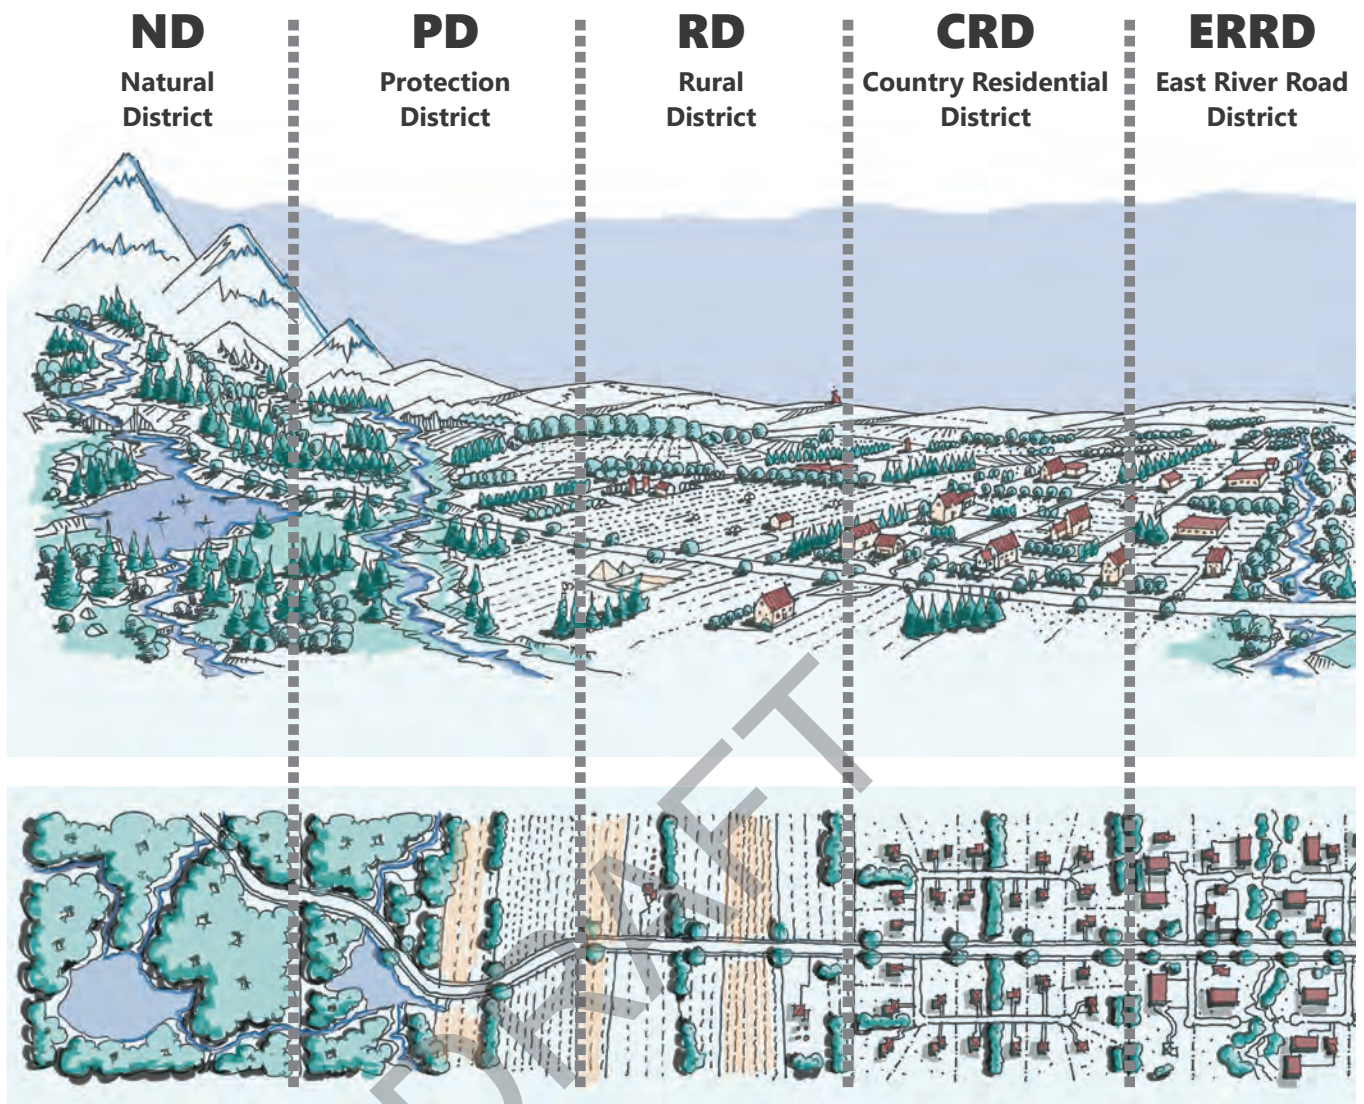 ND
Natural
District
PD
Protection
District
RD
Rural
District
CRD
Country Residential
District
ERRD
East River Road
District
DRAFT